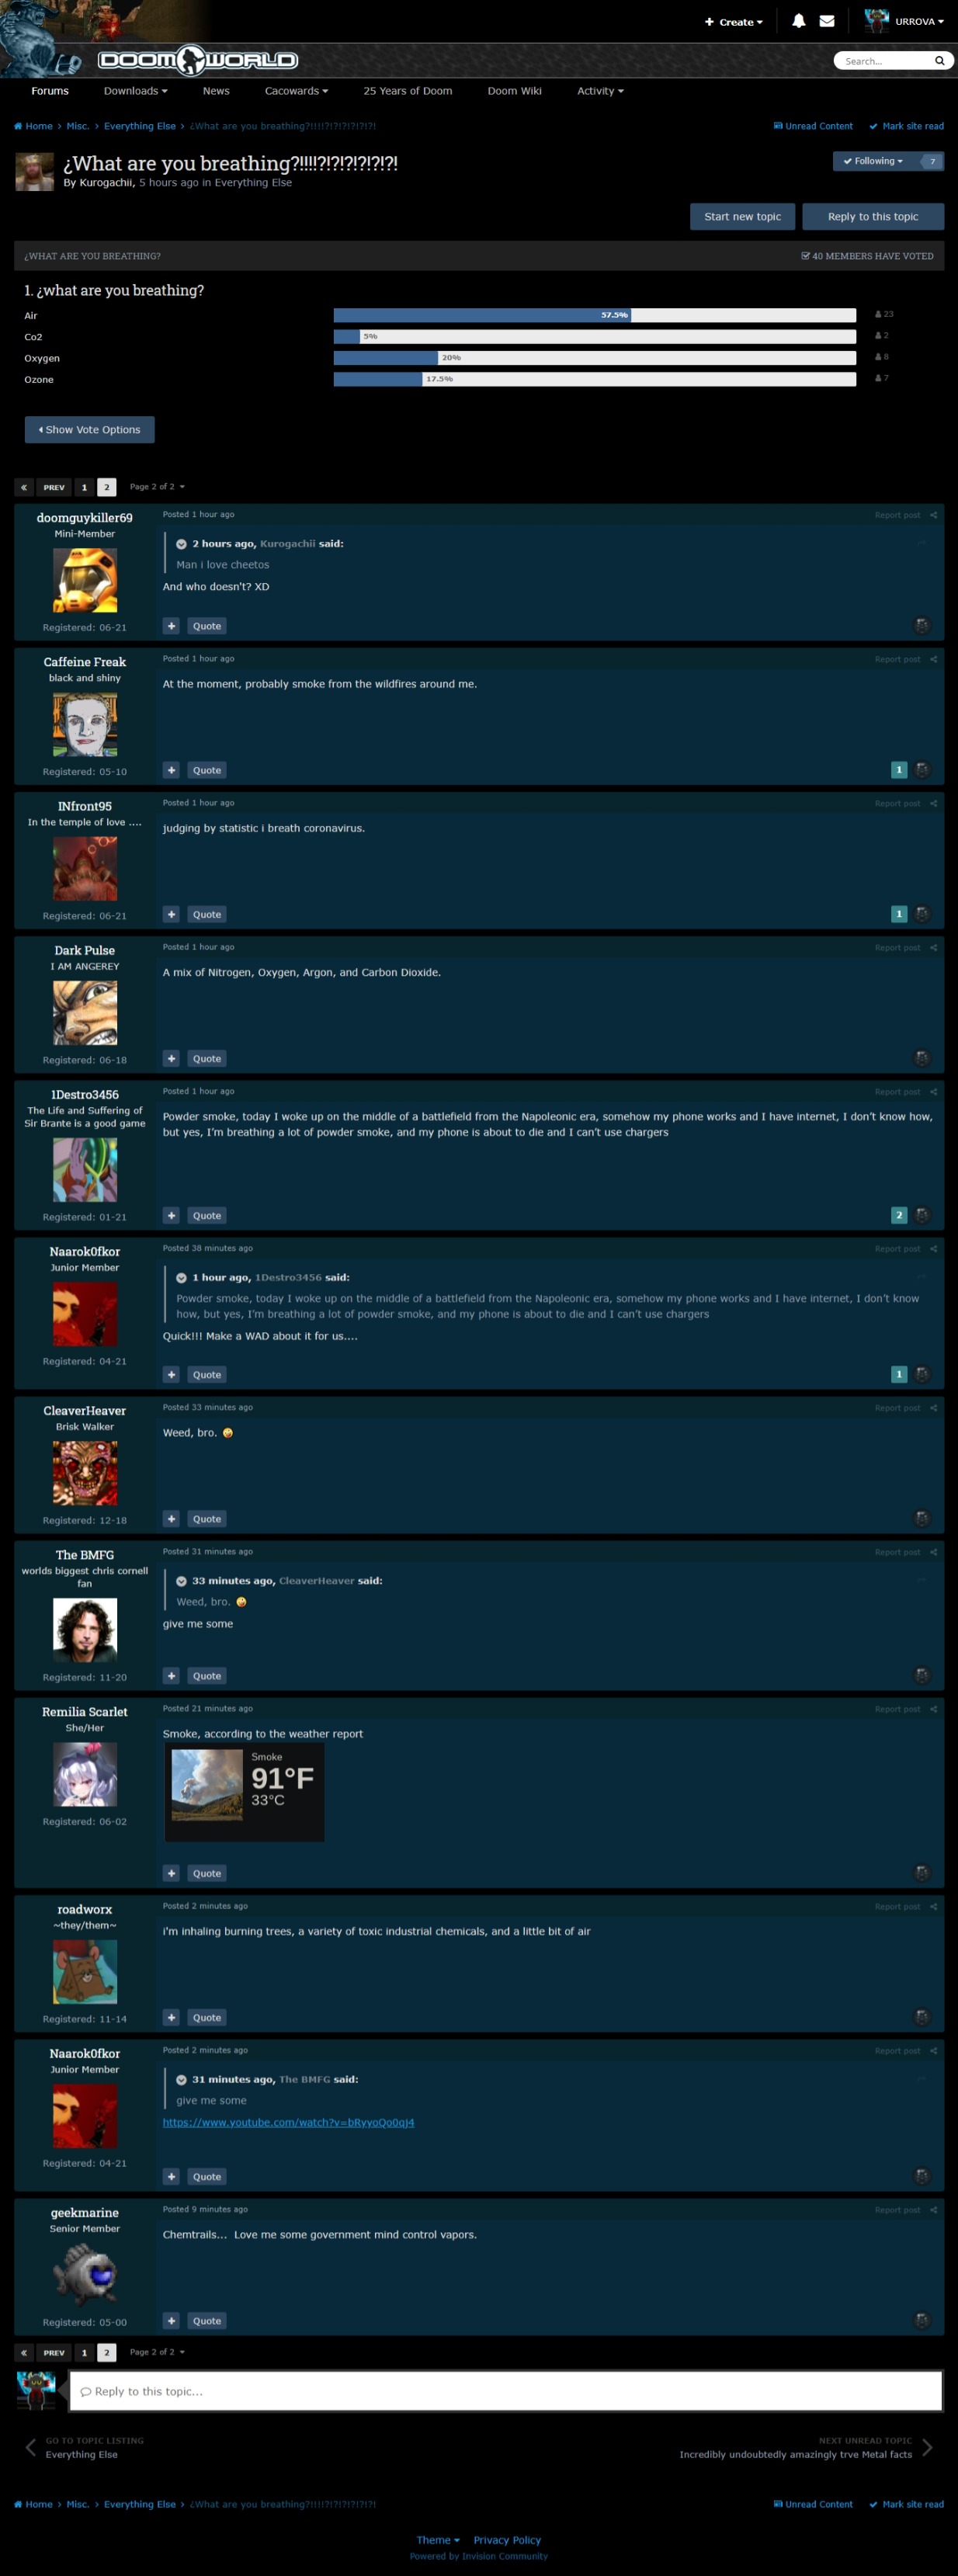 + Create
URROVA
DOOMWORLD
Search...
Forums
Downloads
News
Cacowards
25 Years of Doom
Doom Wiki
Activity
Home > Misc. > Everything Else > ¿What are you breathing?!!!!?!?!?!?!?!?!
Unread Content
Mark site read
¿What are you breathing?!!!!?!?!?!?!?!?!
By Kurogachii, 5 hours ago in Everything Else
Following
7
Start new topic
Reply to this topic
¿WHAT ARE YOU BREATHING?
40 MEMBERS HAVE VOTED
1. ¿what are you breathing?
Air
57.5%
23
Co2
5%
2
Oxygen
20%
8
Ozone
17.5%
7
Show Vote Options
« PREV 1 2 Page 2 of 2
doomguykiller69
Mini-Member
Registered: 06-21
Posted 1 hour ago
Report post
2 hours ago, Kurogachii said:
Man i love cheetos
And who doesn't? XD
+ Quote
Caffeine Freak
black and shiny
Registered: 05-10
Posted 1 hour ago
Report post
At the moment, probably smoke from the wildfires around me.
+ Quote
1
INfront95
In the temple of love ....
Registered: 06-21
Posted 1 hour ago
Report post
judging by statistic i breath coronavirus.
+ Quote
1
Dark Pulse
I AM ANGEREY
Registered: 06-18
Posted 1 hour ago
Report post
A mix of Nitrogen, Oxygen, Argon, and Carbon Dioxide.
+ Quote
1Destro3456
The Life and Suffering of
Sir Brante is a good game
Registered: 01-21
Posted 1 hour ago
Report post
Powder smoke, today I woke up on the middle of a battlefield from the Napoleonic era, somehow my phone works and I have internet, I don't know how,
but yes, I'm breathing a lot of powder smoke, and my phone is about to die and I can't use chargers
+ Quote
2
Naarok0fkor
Junior Member
Registered: 04-21
Posted 38 minutes ago
Report post
1 hour ago, 1Destro3456 said:
Powder smoke, today I woke up on the middle of a battlefield from the Napoleonic era, somehow my phone works and I have internet, I don't know
how, but yes, I'm breathing a lot of powder smoke, and my phone is about to die and I can't use chargers
Quick!!! Make a WAD about it for us....
+ Quote
1
CleaverHeaver
Brisk Walker
Registered: 12-18
Posted 33 minutes ago
Report post
Weed, bro.
+ Quote
The BMFG
worlds biggest chris cornell
fan
Registered: 11-20
Posted 31 minutes ago
Report post
33 minutes ago, CleaverHeaver said:
Weed, bro.
give me some
+ Quote
Remilia Scarlet
She/Her
Registered: 06-02
Posted 21 minutes ago
Report post
Smoke, according to the weather report
Smoke
91°F
33°C
+ Quote
roadworx
~they/them~
Registered: 11-14
Posted 2 minutes ago
Report post
i'm inhaling burning trees, a variety of toxic industrial chemicals, and a little bit of air
+ Quote
Naarok0fkor
Junior Member
Registered: 04-21
Posted 2 minutes ago
Report post
31 minutes ago, The BMFG said:
give me some
https://www.youtube.com/watch?v=bRyyoQo0qJ4
+ Quote
geekmarine
Senior Member
Registered: 05-00
Posted 9 minutes ago
Report post
Chemtrails... Love me some government mind control vapors.
+ Quote
« PREV 1 2 Page 2 of 2
Reply to this topic...
GO TO TOPIC LISTING
Everything Else
NEXT UNREAD TOPIC
Incredibly undoubtedly amazingly trve Metal facts
Home > Misc. > Everything Else > ¿What are you breathing?!!!!?!?!?!?!?!?!
Unread Content
Mark site read
Theme
Privacy Policy
Powered by Invision Community